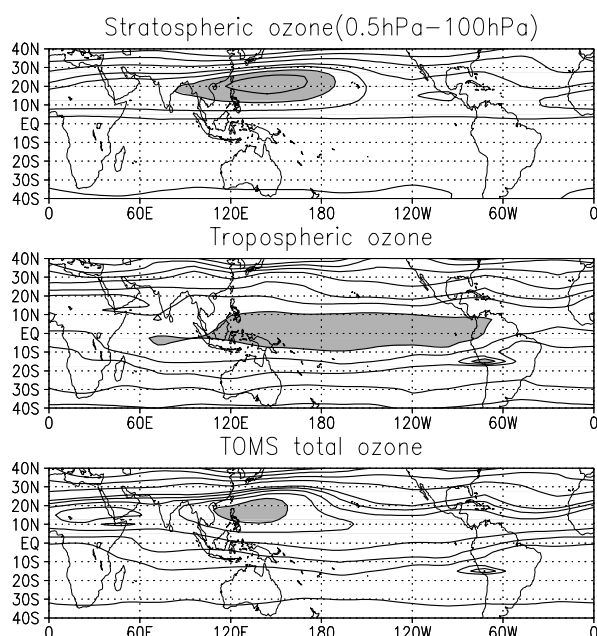 Stratospheric ozone(0.5hPa−100hPa)
40N
30N
20N
10N
EQ
10S
20S
30S
40S
0 60E 120E 180 120W 60W 0
Tropospheric ozone
40N
30N
20N
10N
EQ
10S
20S
30S
40S
0 60E 120E 180 120W 60W 0
TOMS total ozone
40N
30N
20N
10N
EQ
10S
20S
30S
40S
0 60E 120E 180 120W 60W 0